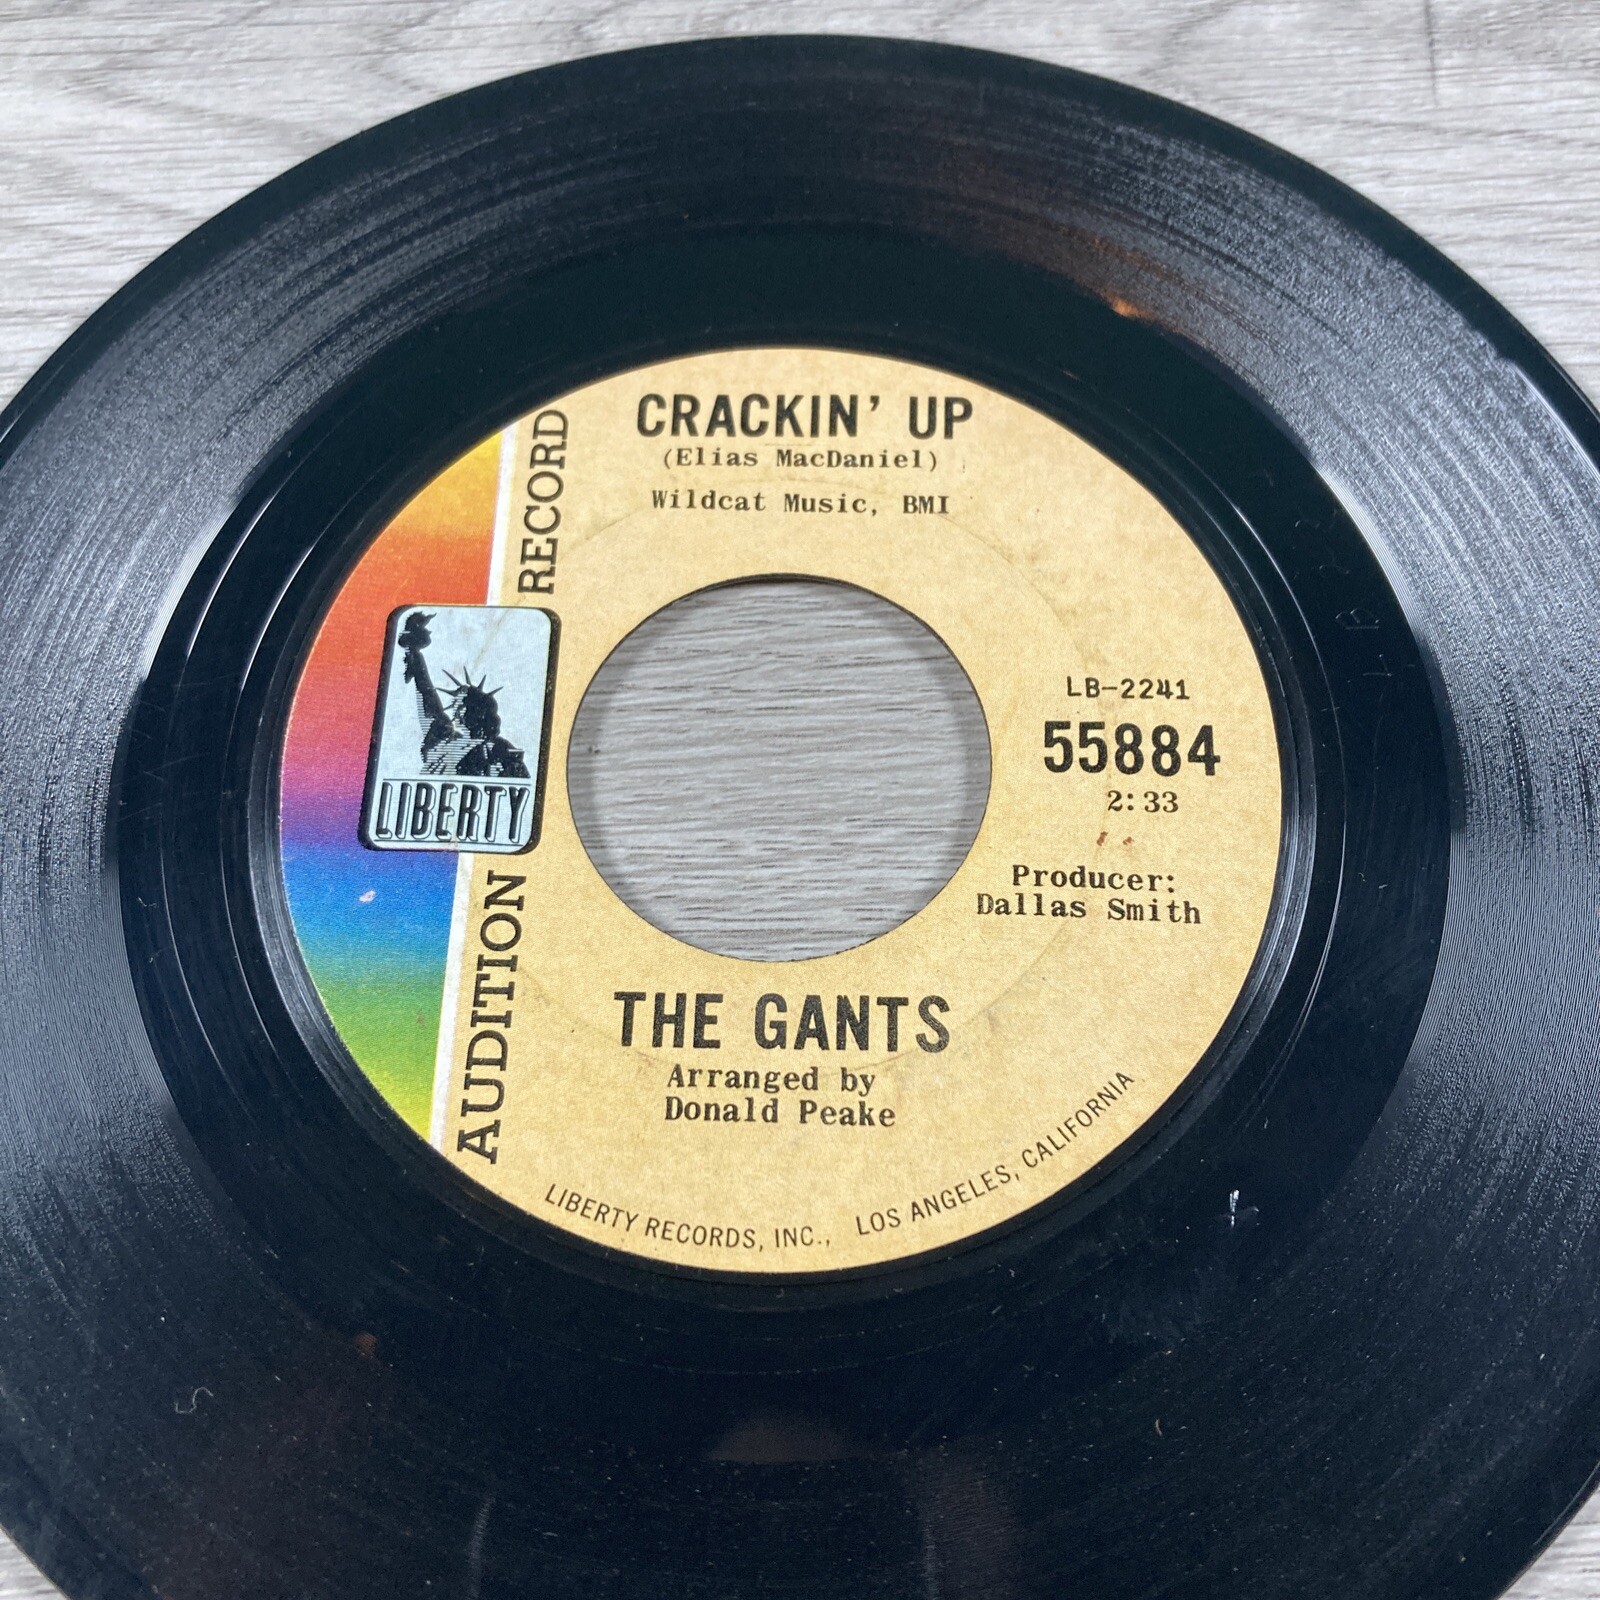 CRACKIN' UP
(Elias MacDaniel)
Wildcat Music, BMI
AUDITION RECORD
LIBERTY
LB-2241
55884
2:33
Producer:
Dallas Smith
THE GANTS
Arranged by
Donald Peake
LIBERTY RECORDS, INC., LOS ANGELES, CALIFORNIA